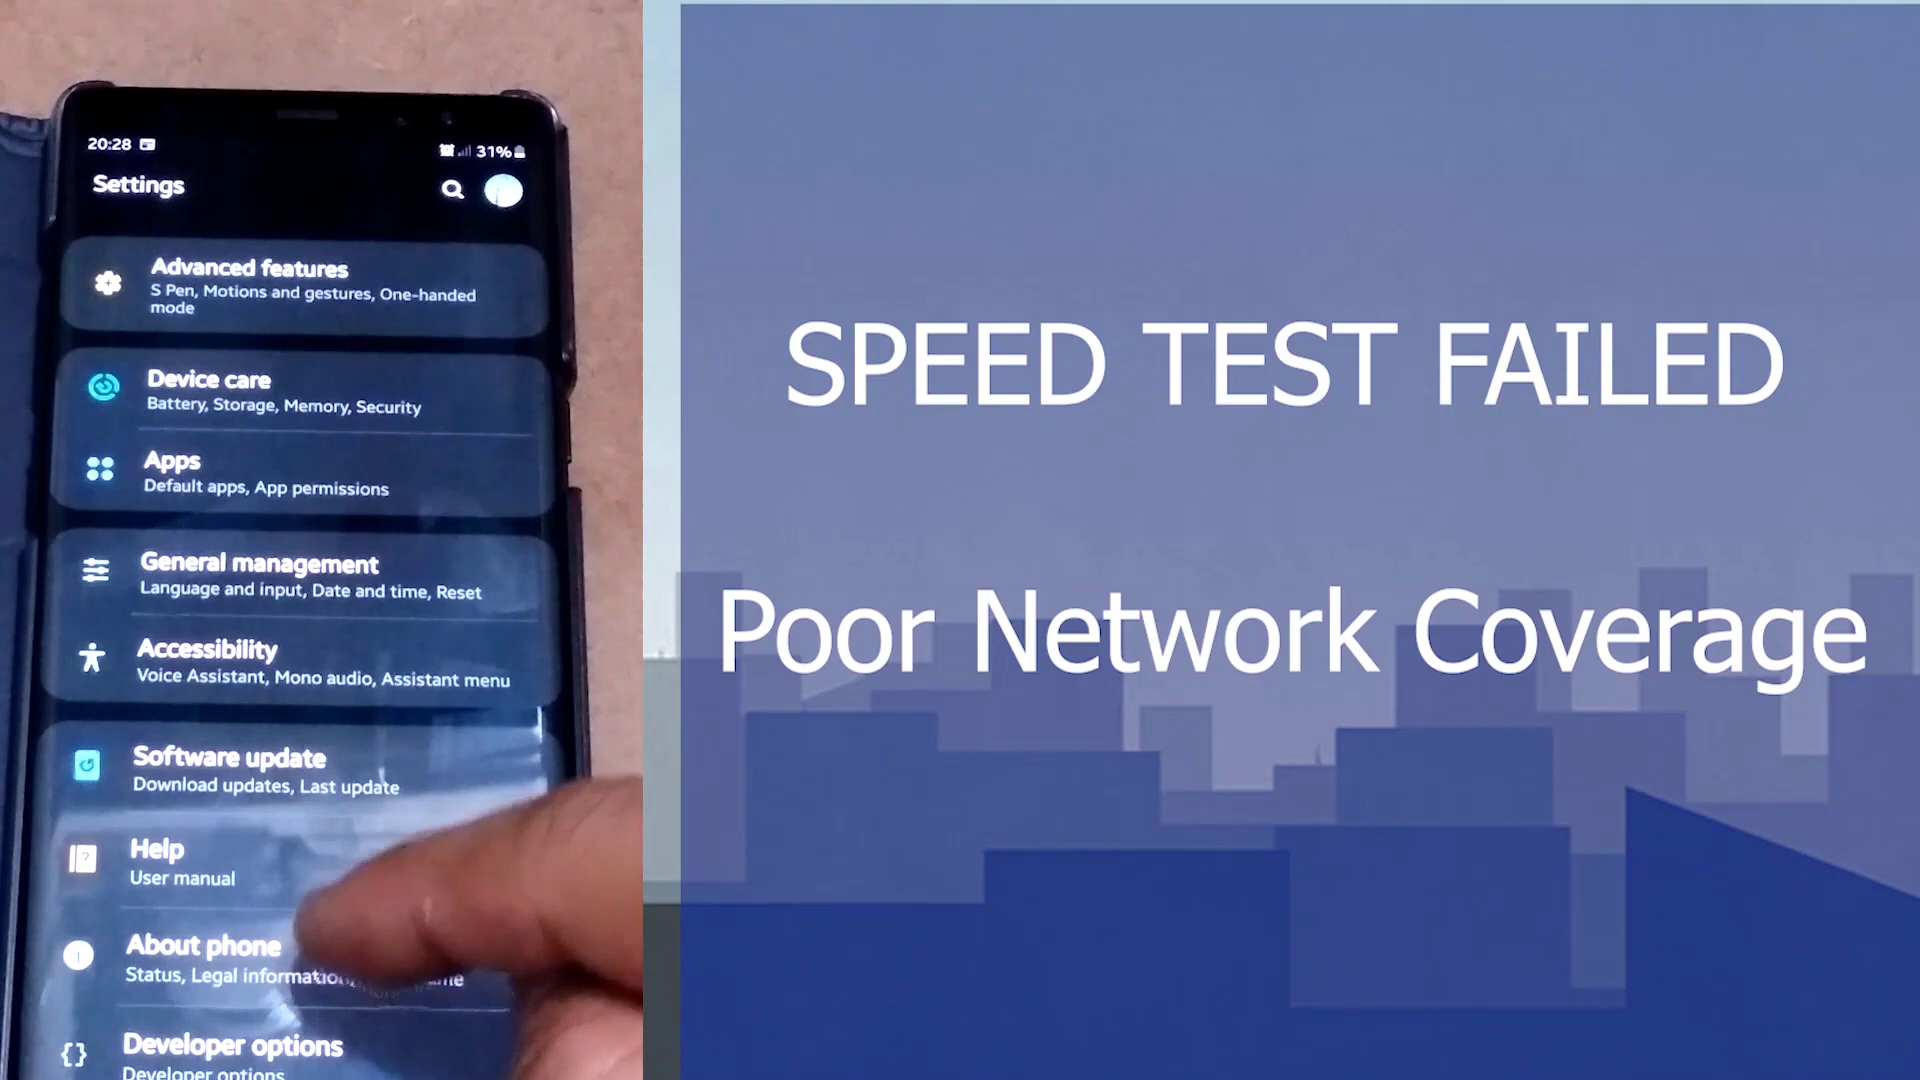 20:28
31%
Settings
Advanced features
S Pen, Motions and gestures, One-handed
mode
Device care
Battery, Storage, Memory, Security
Apps
Default apps, App permissions
General management
Language and input, Date and time, Reset
Accessibility
Voice Assistant, Mono audio, Assistant menu
Software update
Download updates, Last update
Help
User manual
About phone
Status, Legal
Developer options
Developer options
SPEED TEST FAILED
Poor Network Coverage